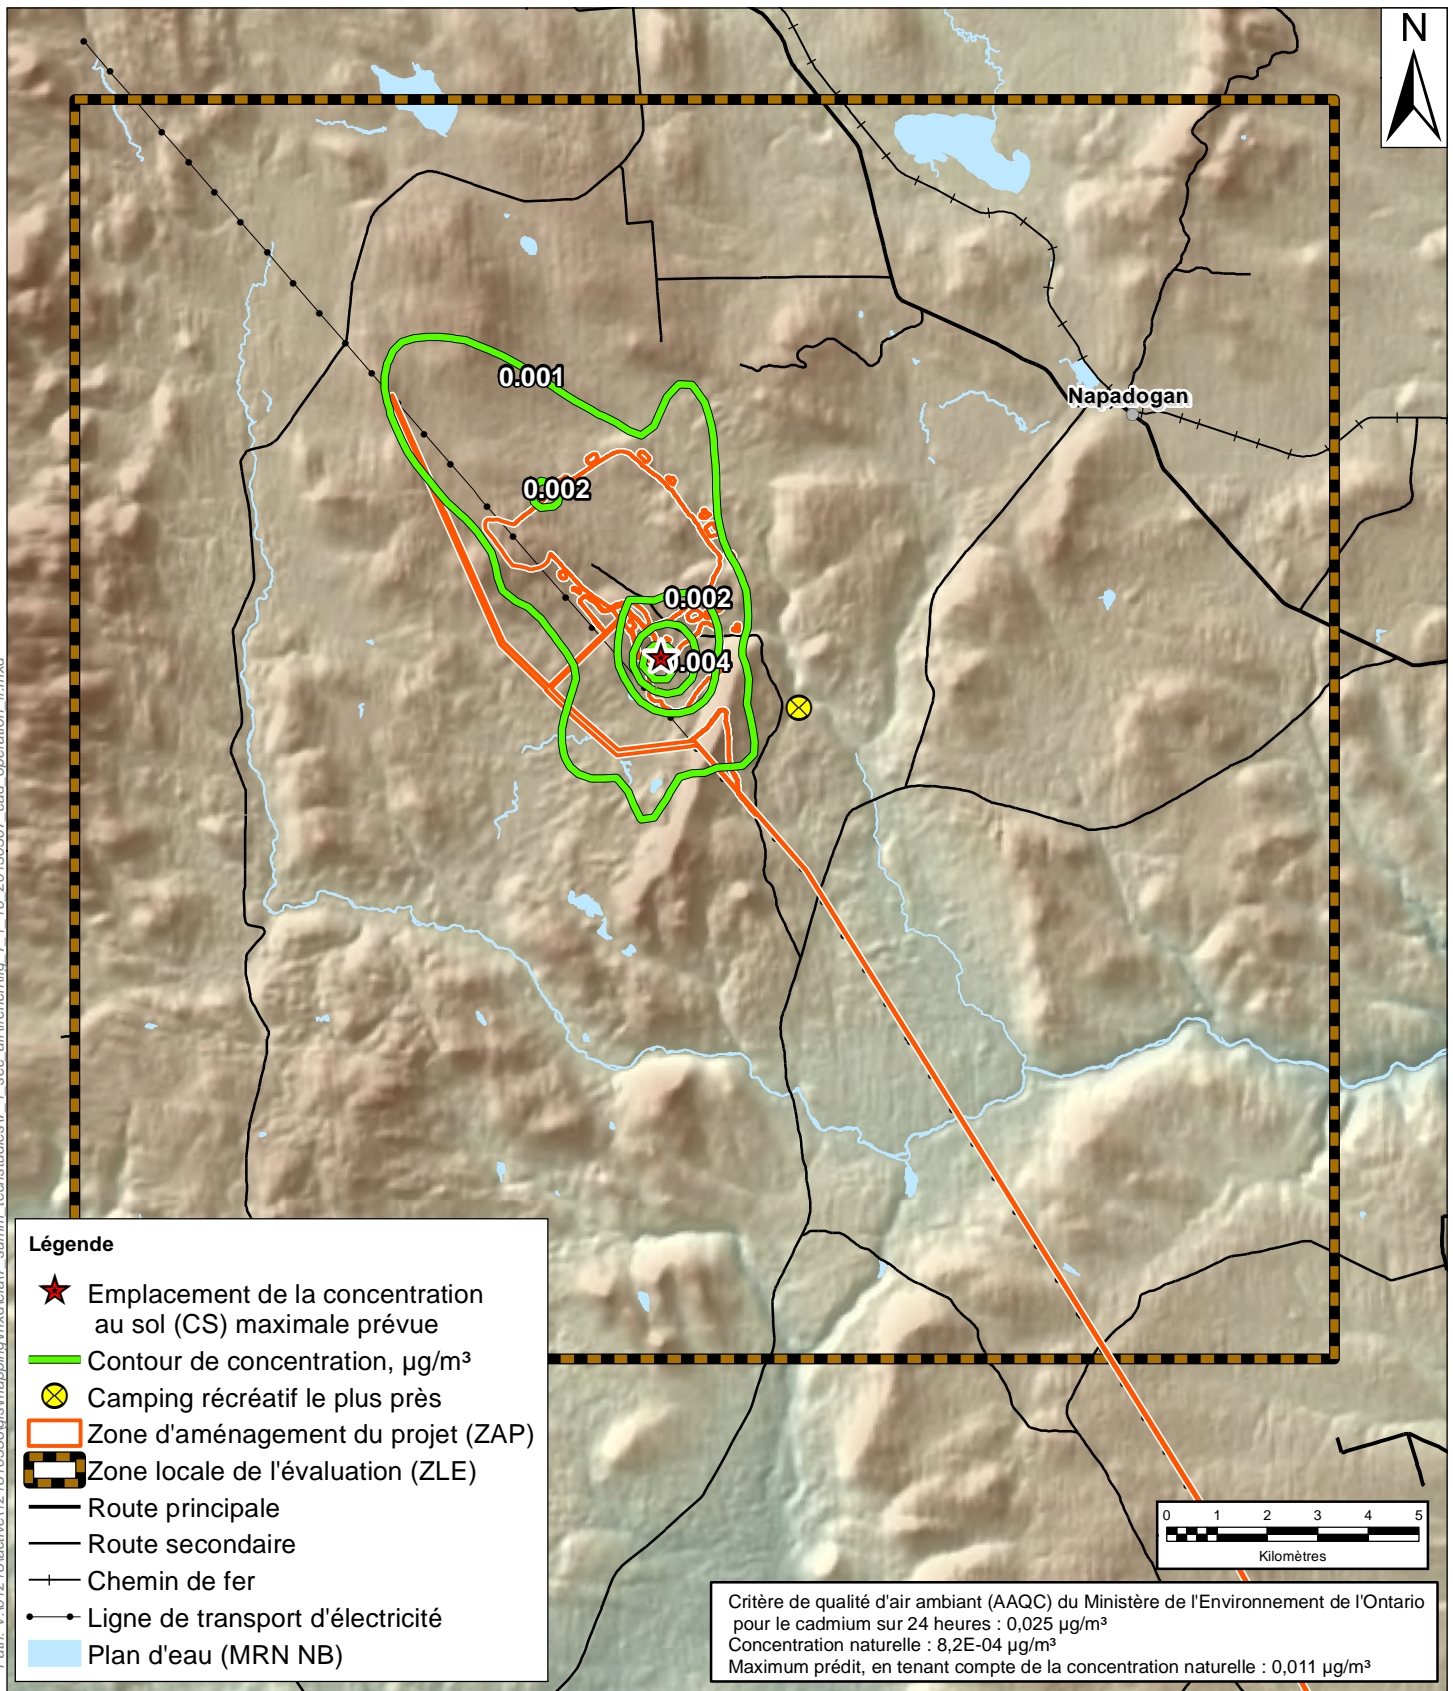 N
0.001
Napadogan
0.002
0.002
.004
Légende
Emplacement de la concentration
au sol (CS) maximale prévue
Contour de concentration, µg/m³
Camping récréatif le plus près
Zone d'aménagement du projet (ZAP)
Zone locale de l'évaluation (ZLE)
Route principale
Route secondaire
Chemin de fer
Ligne de transport d'électricité
Plan d'eau (MRN NB)
0 1 2 3 4 5
Kilomètres
Critère de qualité d'air ambiant (AAQC) du Ministère de l'Environnement de l'Ontario
pour le cadmium sur 24 heures : 0,025 µg/m³
Concentration naturelle : 8,2E-04 µg/m³
Maximum prédit, en tenant compte de la concentration naturelle : 0,011 µg/m³